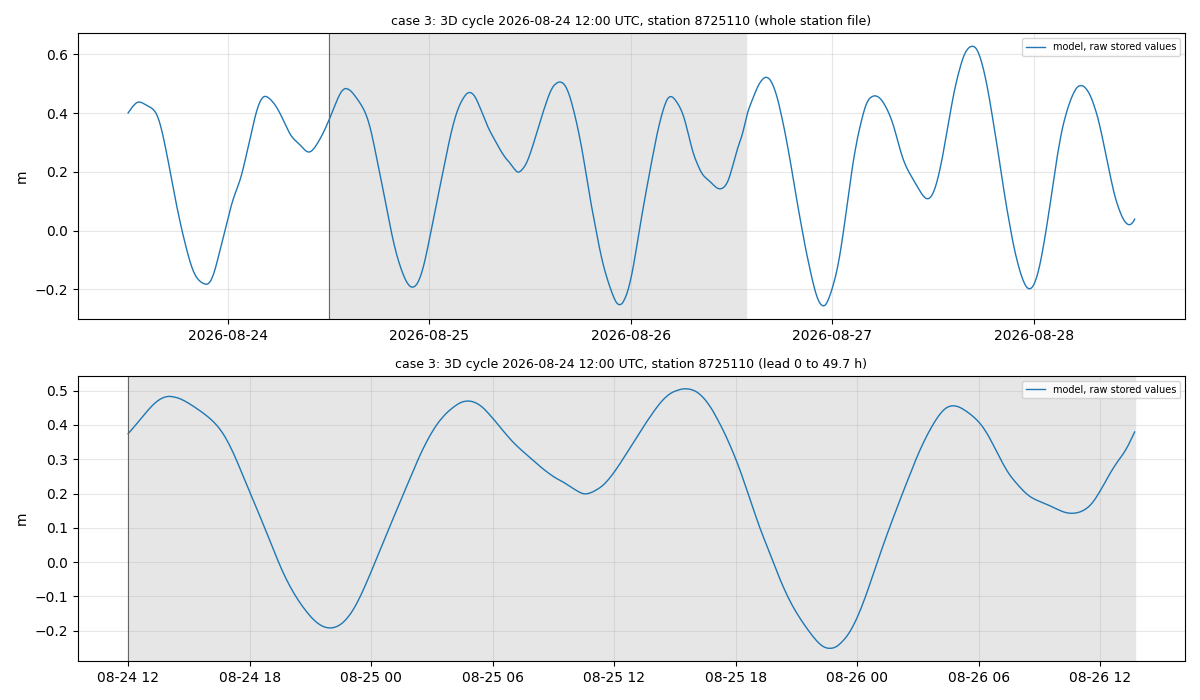 case 3: 3D cycle 2026-08-24 12:00 UTC, station 8725110 (whole station file)
model, raw stored values
0.6
0.4
0.2
0.0
−0.2
m
2026-08-24 2026-08-25 2026-08-26 2026-08-27 2026-08-28
case 3: 3D cycle 2026-08-24 12:00 UTC, station 8725110 (lead 0 to 49.7 h)
model, raw stored values
0.5
0.4
0.3
0.2
0.1
0.0
−0.1
−0.2
m
08-24 12 08-24 18 08-25 00 08-25 06 08-25 12 08-25 18 08-26 00 08-26 06 08-26 12